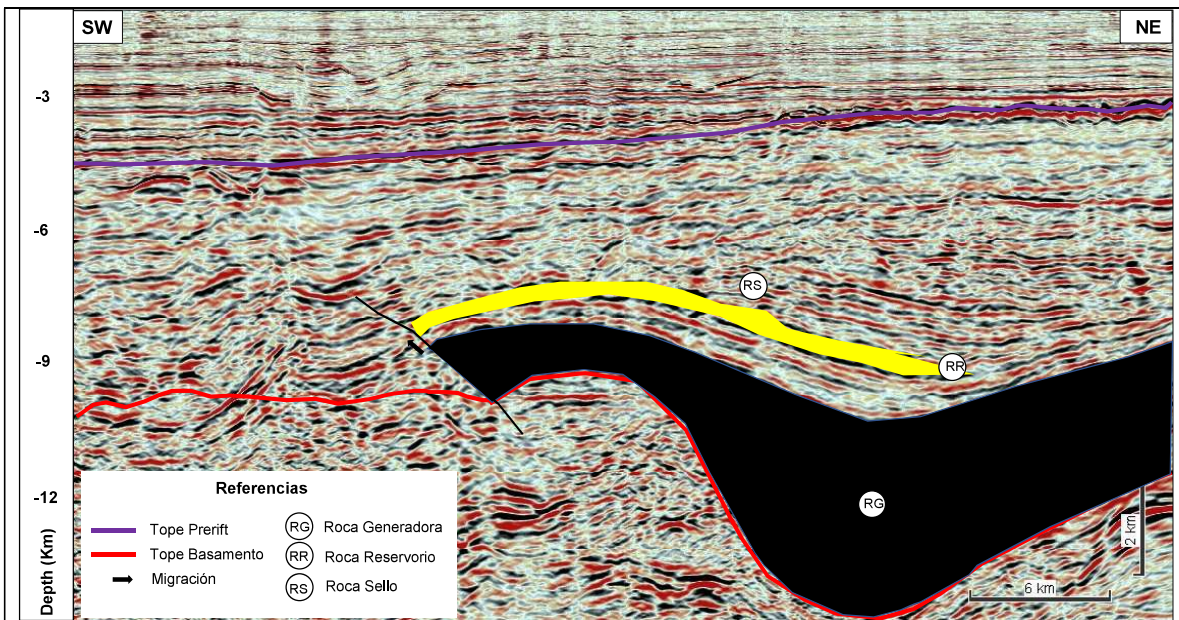 SW
NE
-3
-6
-9
-12
Depth (Km)
RS
RR
RG
2 km
6 km
Referencias
Tope Prerift
Tope Basamento
Migración
RG Roca Generadora
RR Roca Reservorio
RS Roca Sello